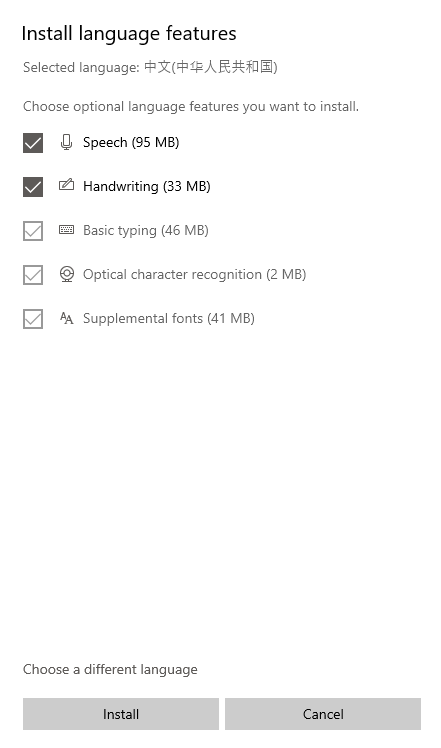 Install language features
Selected language: 中文(中华人民共和国)
Choose optional language features you want to install.
Speech (95 MB)
Handwriting (33 MB)
Basic typing (46 MB)
Optical character recognition (2 MB)
Supplemental fonts (41 MB)
Choose a different language
Install
Cancel